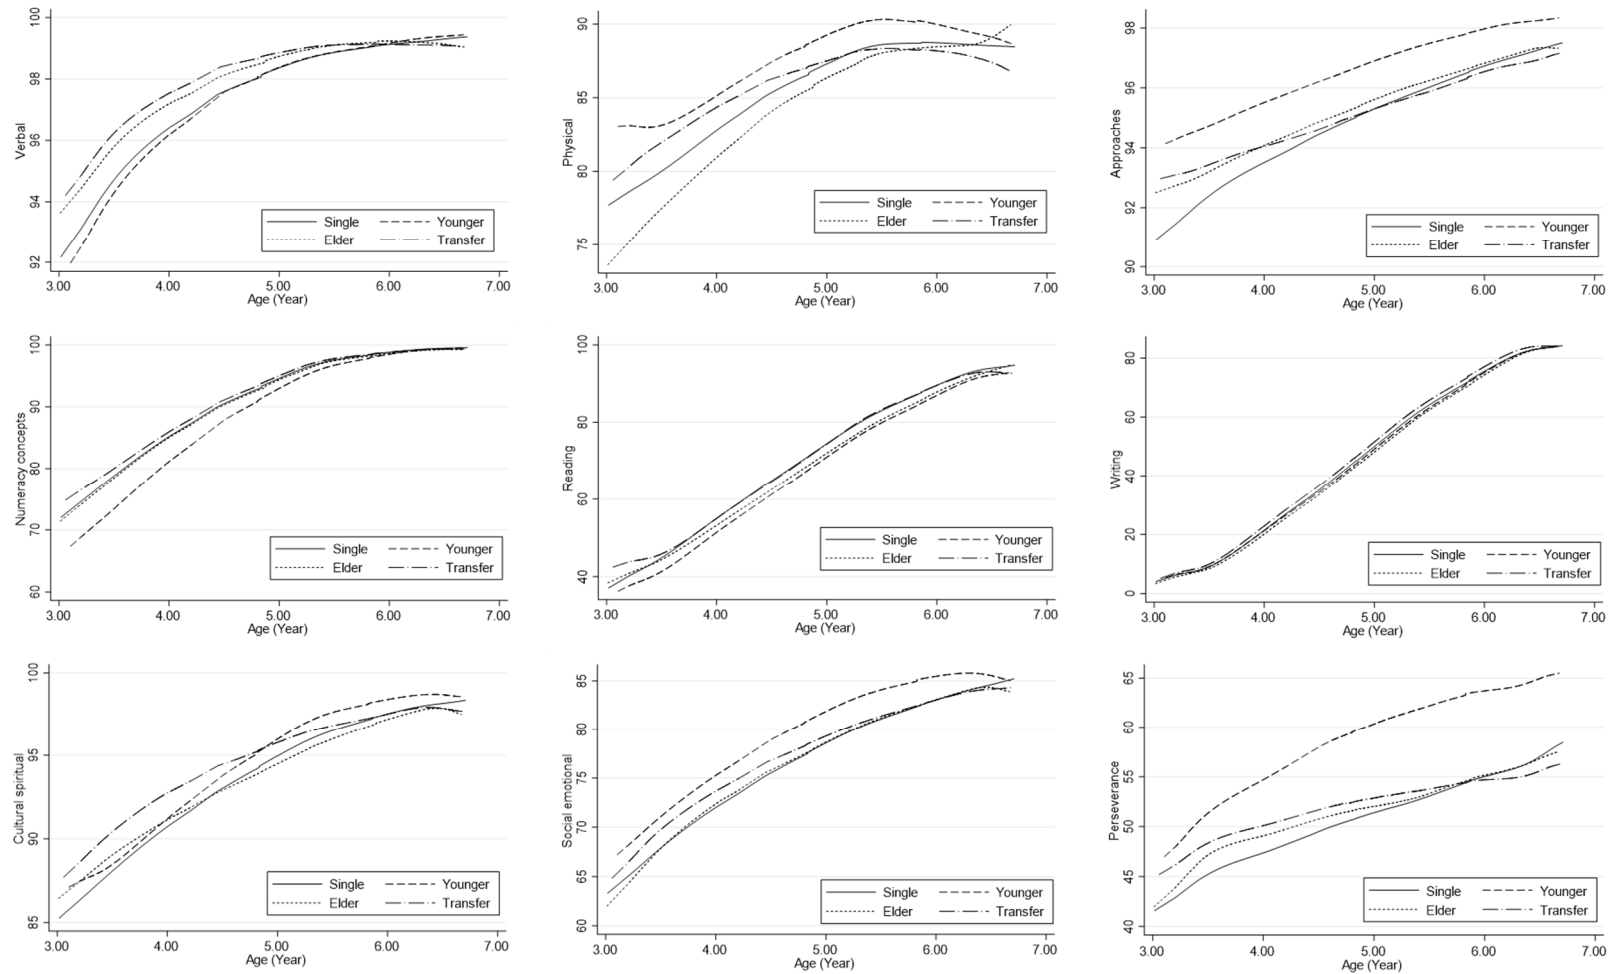 Verbal
100
98
96
94
92
Single Younger
Elder Transfer
3.00 4.00 5.00 6.00 7.00
Age (Year)
Physical
90
85
80
75
Single Younger
Elder Transfer
3.00 4.00 5.00 6.00 7.00
Age (Year)
Approaches
98
96
94
92
90
Single Younger
Elder Transfer
3.00 4.00 5.00 6.00 7.00
Age (Year)
Numeracy concepts
100
90
80
70
60
Single Younger
Elder Transfer
3.00 4.00 5.00 6.00 7.00
Age (Year)
Reading
100
80
60
40
Single Younger
Elder Transfer
3.00 4.00 5.00 6.00 7.00
Age (Year)
Writing
80
60
40
20
0
Single Younger
Elder Transfer
3.00 4.00 5.00 6.00 7.00
Age (Year)
Cultural spiritual
100
95
90
85
Single Younger
Elder Transfer
3.00 4.00 5.00 6.00 7.00
Age (Year)
Social emotional
85
80
75
70
65
60
Single Younger
Elder Transfer
3.00 4.00 5.00 6.00 7.00
Age (Year)
Perseverance
65
60
55
50
45
40
Single Younger
Elder Transfer
3.00 4.00 5.00 6.00 7.00
Age (Year)